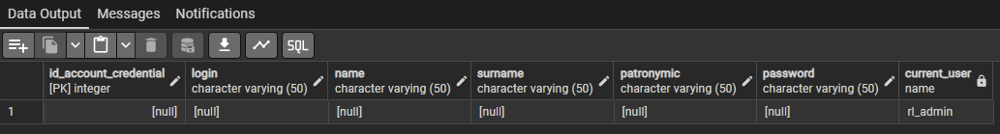 Data Output Messages Notifications
SQL
id_account_credential login name surname patronymic password current_user
[PK] integer character varying (50) character varying (50) character varying (50) character varying (50) character varying (50) name
1 [null] [null] [null] [null] [null] [null] rl_admin